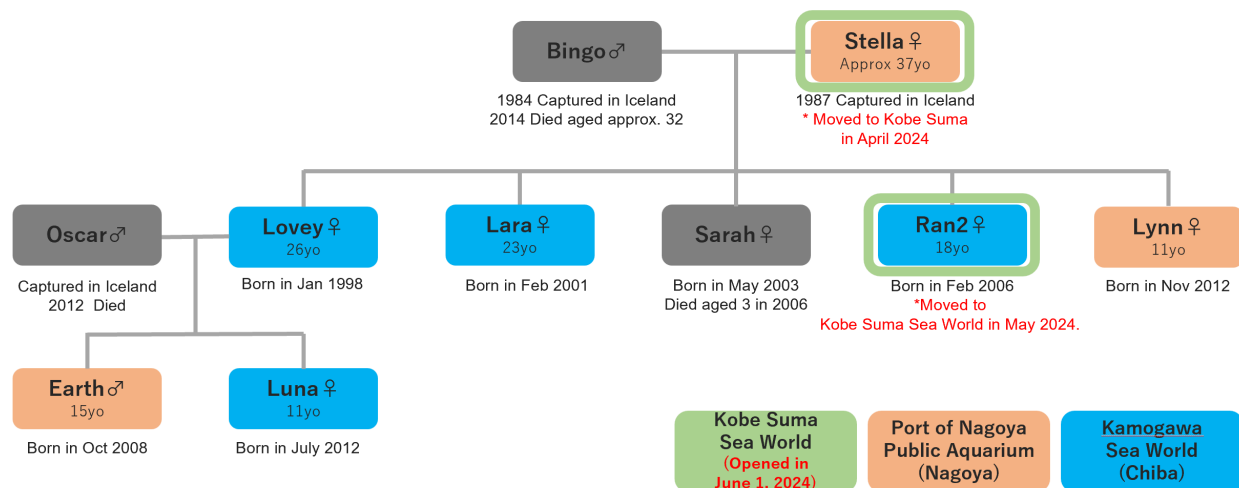 Bingo♂
Stella♀
Approx 37yo
1984 Captured in Iceland
2014 Died aged approx. 32
1987 Captured in Iceland
* Moved to Kobe Suma
in April 2024
Oscar♂
Lovey♀
26yo
Lara♀
23yo
Sarah♀
Ran2♀
18yo
Lynn♀
11yo
Captured in Iceland
2012 Died
Born in Jan 1998
Born in Feb 2001
Born in May 2003
Died aged 3 in 2006
Born in Feb 2006
*Moved to
Kobe Suma Sea World in May 2024.
Born in Nov 2012
Earth♂
15yo
Luna♀
11yo
Born in Oct 2008
Born in July 2012
Kobe Suma
Sea World
(Opened in
June 1, 2024)
Port of Nagoya
Public Aquarium
(Nagoya)
Kamogawa
Sea World
(Chiba)